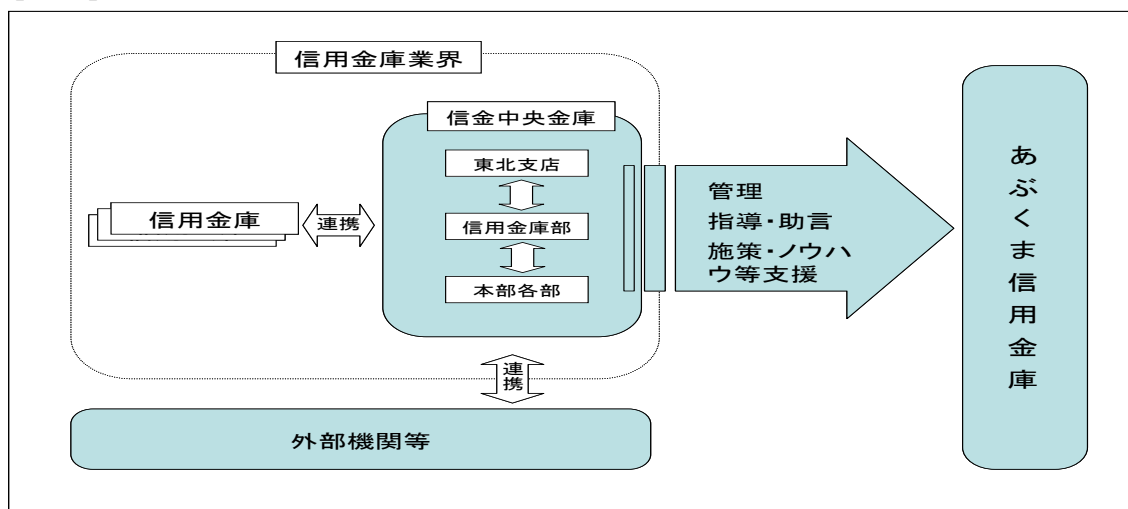 信用金庫業界
信金中央金庫
東北支店
信用金庫
連携
信用金庫部
本部各部
管理
指導・助言
施策・ノウハ
ウ等支援
あぶくま信用金庫
連携
外部機関等